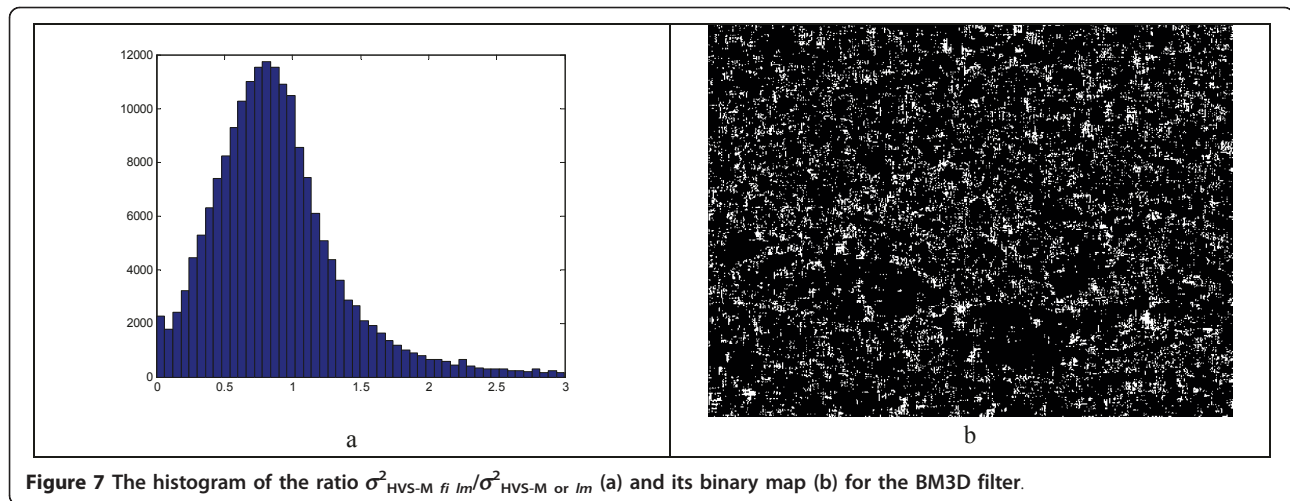 12000
10000
8000
6000
4000
2000
0
0 0.5 1 1.5 2 2.5 3
a
b
Figure 7 The histogram of the ratio σ²HVS-M fi lm/σ²HVS-M or lm (a) and its binary map (b) for the BM3D filter.